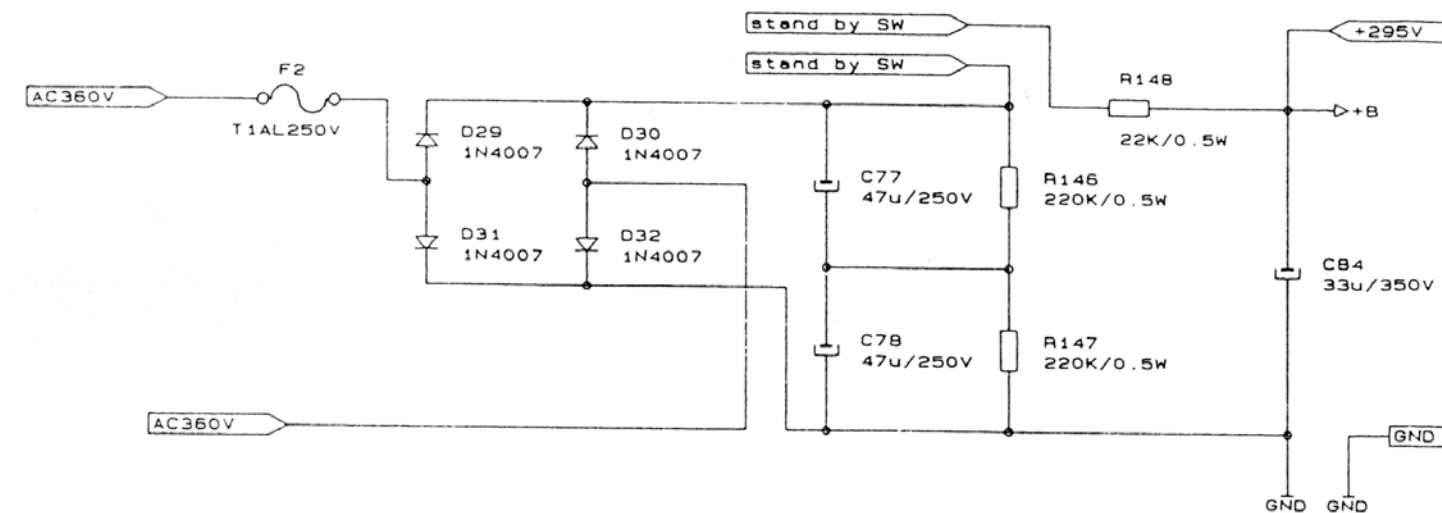 stand by SW
+295V
stand by SW
F2
R148
AC360V
+B
T1AL250V
D29
1N4007
D30
1N4007
22K/0.5W
C77
47u/250V
R146
220K/0.5W
D31
1N4007
D32
1N4007
C84
33u/350V
C78
47u/250V
R147
220K/0.5W
AC360V
GND
GND
GND